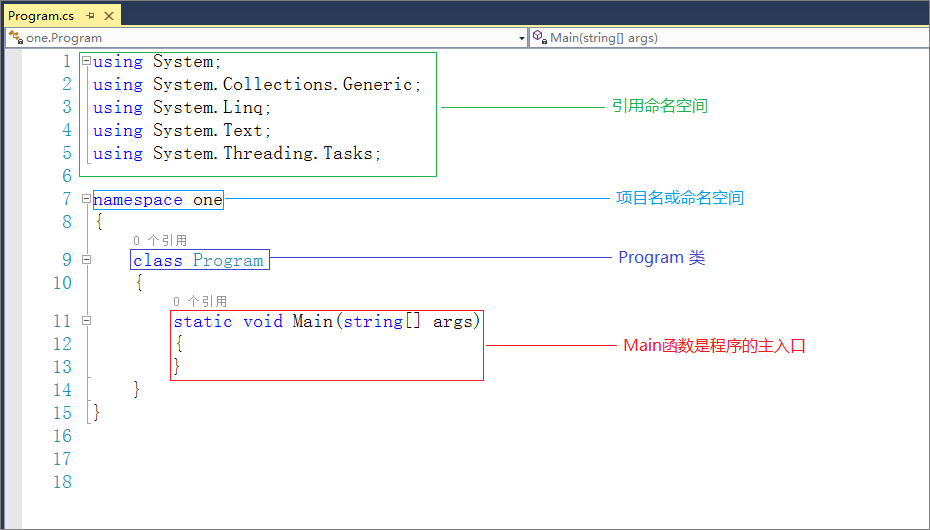 Program.cs
one.Program
Main(string[] args)
1 using System;
2 using System.Collections.Generic;
3 using System.Linq;
引用命名空间
4 using System.Text;
5 using System.Threading.Tasks;
6
7 namespace one
项目名或命名空间
8 {
0 个引用
9 class Program
Program 类
10 {
0 个引用
11 static void Main(string[] args)
12 {
Main函数是程序的主入口
13 }
14 }
15 }
16
17
18